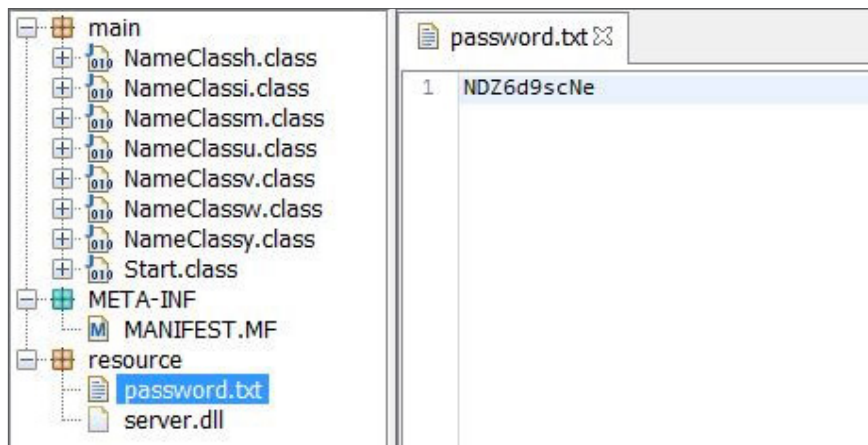 main
NameClassh.class
NameClassi.class
NameClassm.class
NameClassu.class
NameClassv.class
NameClassw.class
NameClassy.class
Start.class
META-INF
MANIFEST.MF
resource
password.txt
server.dll
password.txt
1 NDZ6d9scNe